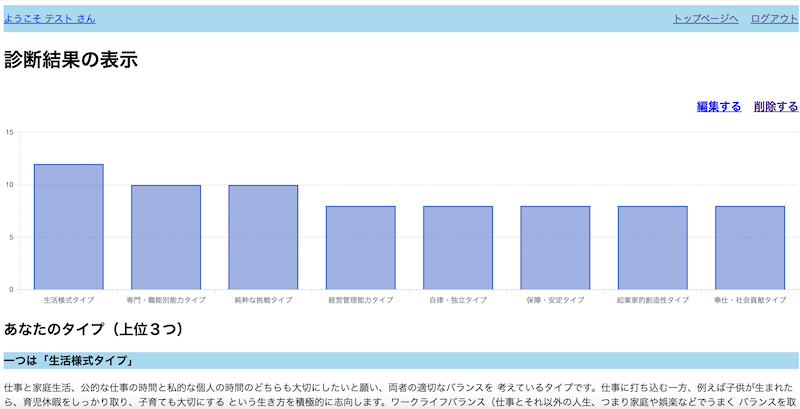 ようこそ テスト さん トップページへ ログアウト
診断結果の表示
編集する 削除する
15
10
5
0
生活様式タイプ 専門・職能別能力タイプ 純粋な挑戦タイプ 経営管理能力タイプ 自律・独立タイプ 保障・安定タイプ 起業家的創造性タイプ 奉仕・社会貢献タイプ
あなたのタイプ（上位３つ）
一つは「生活様式タイプ」
仕事と家庭生活、公的な仕事の時間と私的な個人の時間のどちらも大切にしたいと願い、両者の適切なバランスを 考えているタイプです。仕事に打ち込む一方、例えば子供が生まれた
ら、育児休暇をしっかり取り、子育ても大切にする という生き方を積極的に志向します。ワークライフバランス（仕事とそれ以外の人生、つまり家庭や娯楽などでうまく バランスを取